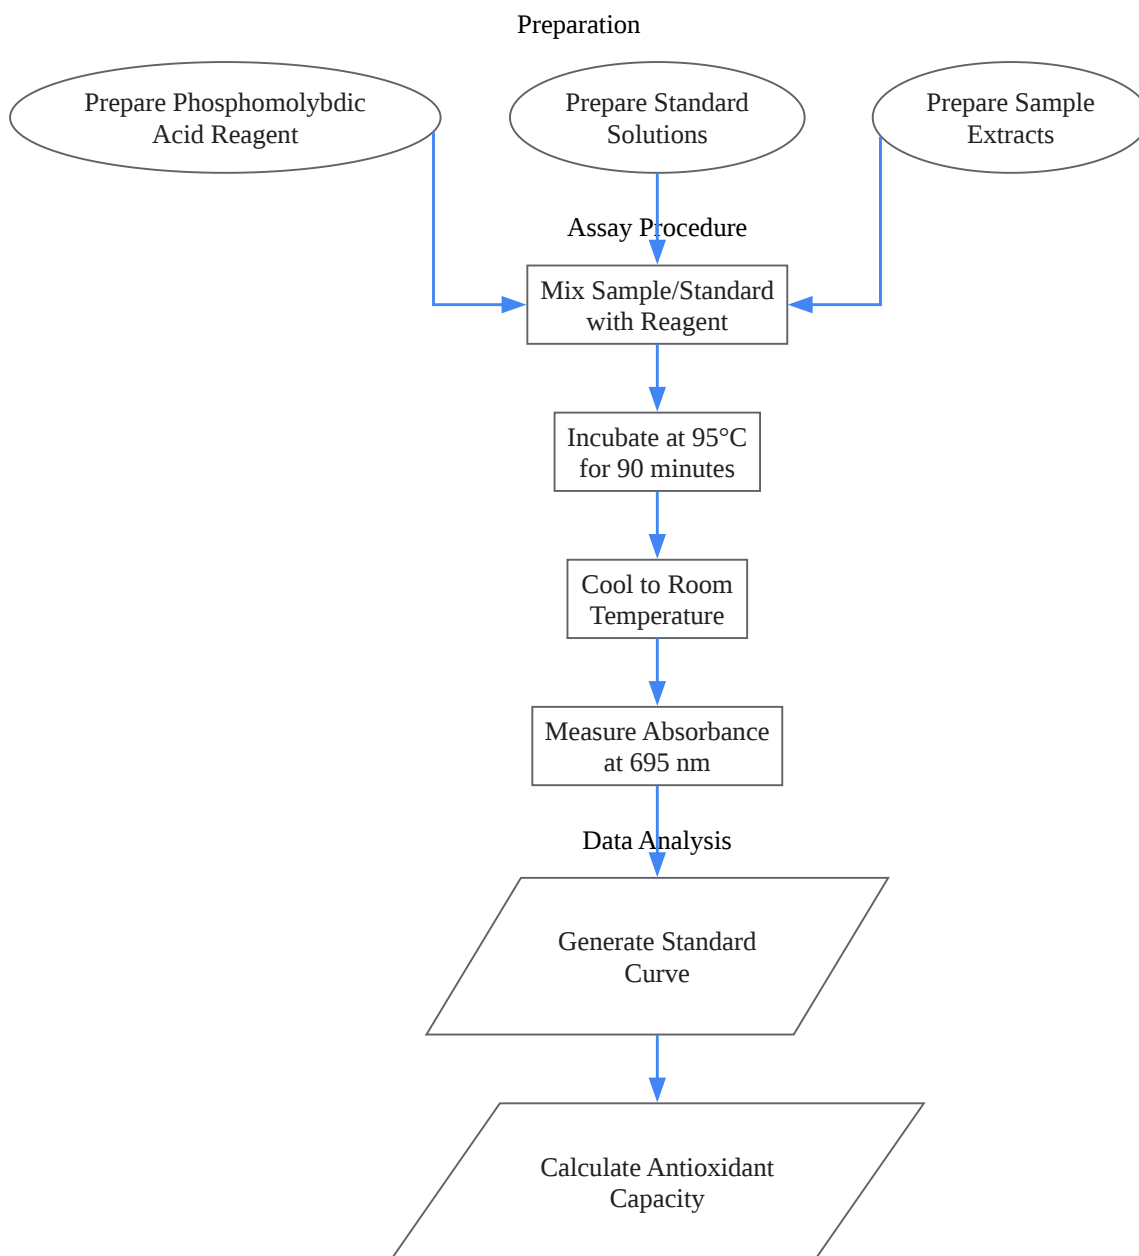 Preparation
Prepare Phosphomolybdic
Acid Reagent
Prepare Standard
Solutions
Prepare Sample
Extracts
Assay Procedure
Mix Sample/Standard
with Reagent
Incubate at 95°C
for 90 minutes
Cool to Room
Temperature
Measure Absorbance
at 695 nm
Data Analysis
Generate Standard
Curve
Calculate Antioxidant
Capacity